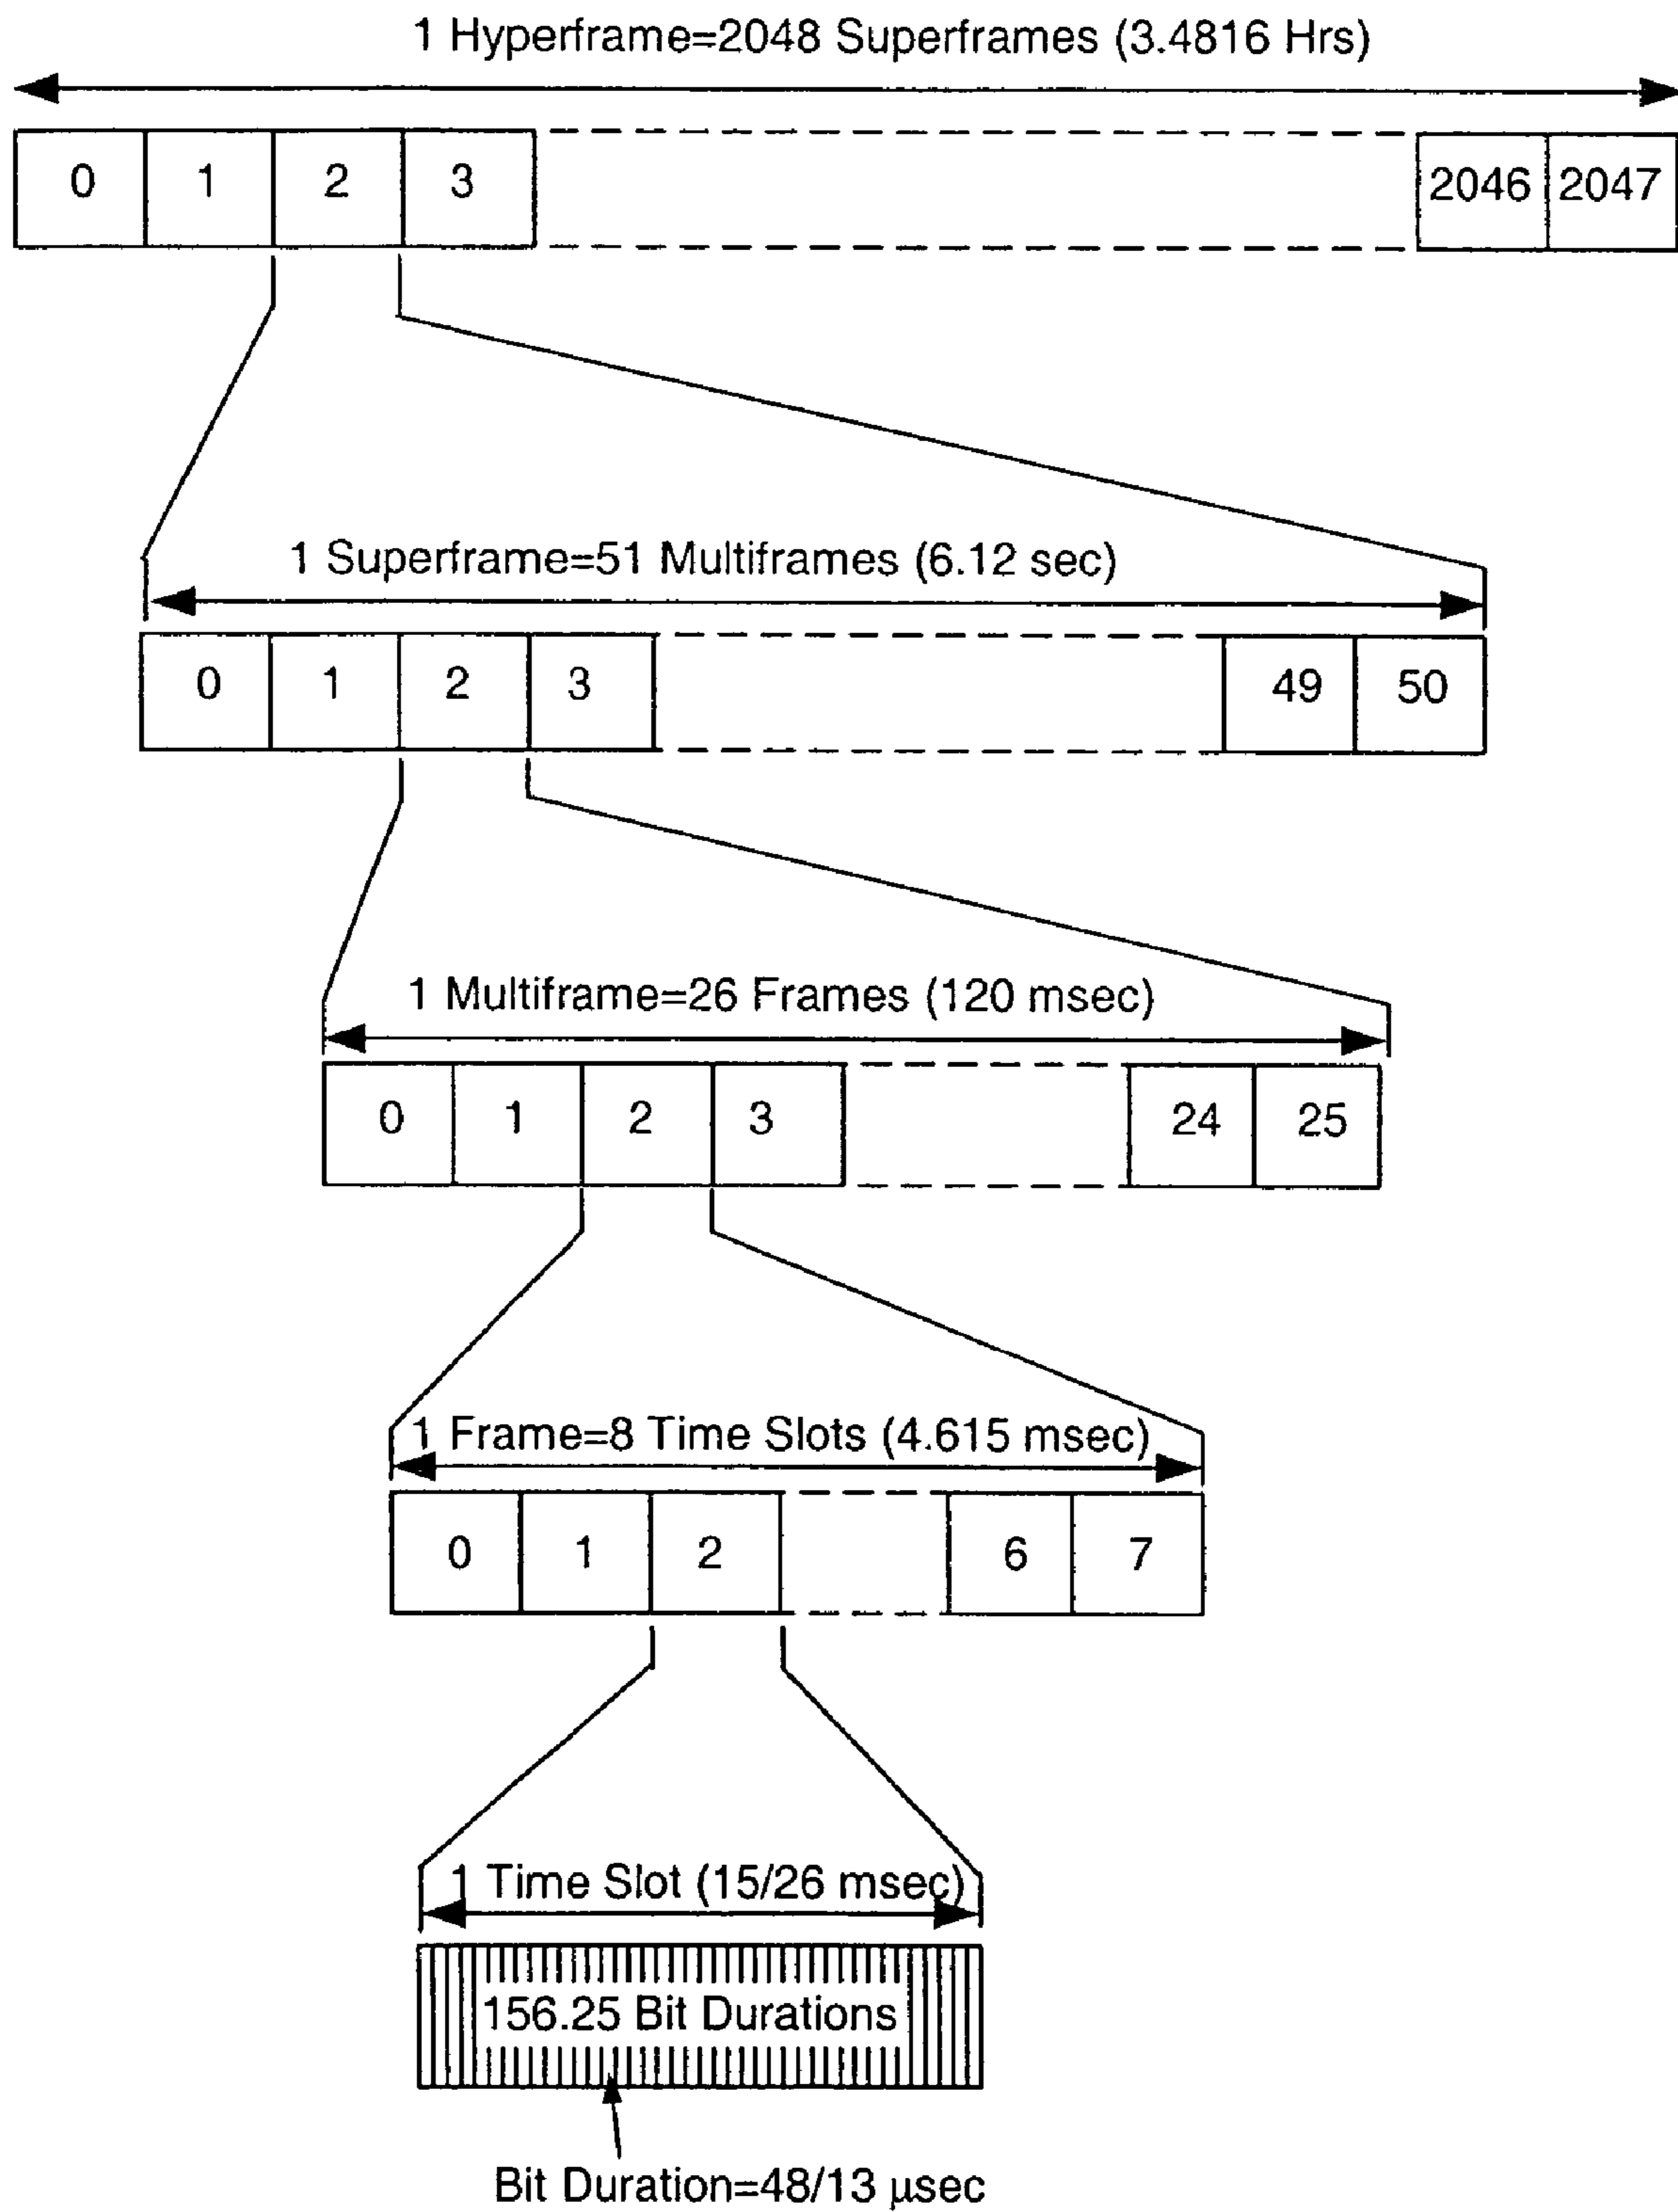 1 Hyperframe=2048 Superframes (3.4816 Hrs)
0 1 2 3 2046 2047
1 Superframe=51 Multiframes (6.12 sec)
0 1 2 3 49 50
1 Multiframe=26 Frames (120 msec)
0 1 2 3 24 25
1 Frame=8 Time Slots (4.615 msec)
0 1 2 6 7
1 Time Slot (15/26 msec)
156.25 Bit Durations
Bit Duration=48/13 μsec